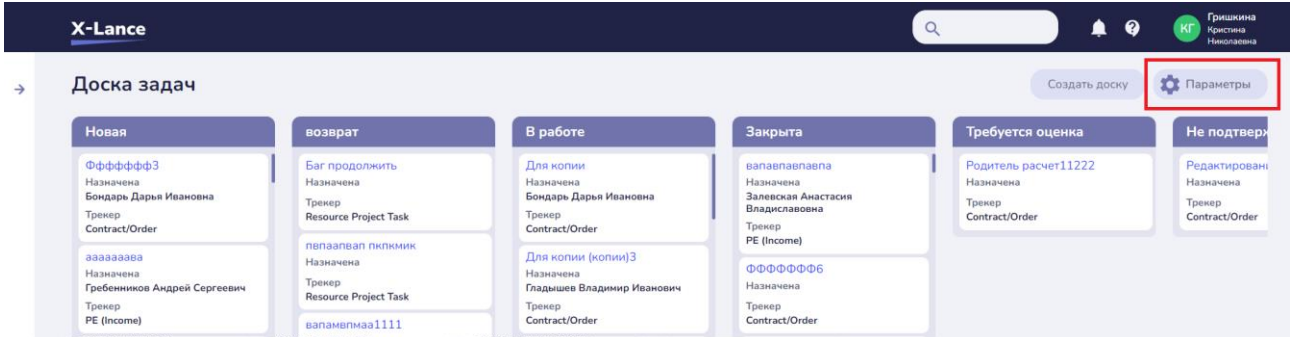 X-Lance
КГ
Гришкина
Кристина
Николаевна
Доска задач
Создать доску
Параметры
Новая
Ффффффф3
Назначена
Бондарь Дарья Ивановна
Трекер
Contract/Order
аааааава
Назначена
Гребенников Андрей Сергеевич
Трекер
PE (Income)
возврат
Баг продолжить
Назначена
Трекер
Resource Project Task
пвпаапвап пкпкмик
Назначена
Трекер
Resource Project Task
вапамвпмаа1111
В работе
Для копии
Назначена
Бондарь Дарья Ивановна
Трекер
Contract/Order
Для копии (копии)3
Назначена
Гладышев Владимир Иванович
Трекер
Contract/Order
Закрыта
вапавпавпавпа
Назначена
Залевская Анастасия
Владиславовна
Трекер
PE (Income)
ФФФФФФФ6
Назначена
Трекер
Contract/Order
Требуется оценка
Родитель расчет11222
Назначена
Трекер
Contract/Order
Не подтверж
Редактирован
Назначена
Трекер
Contract/Order